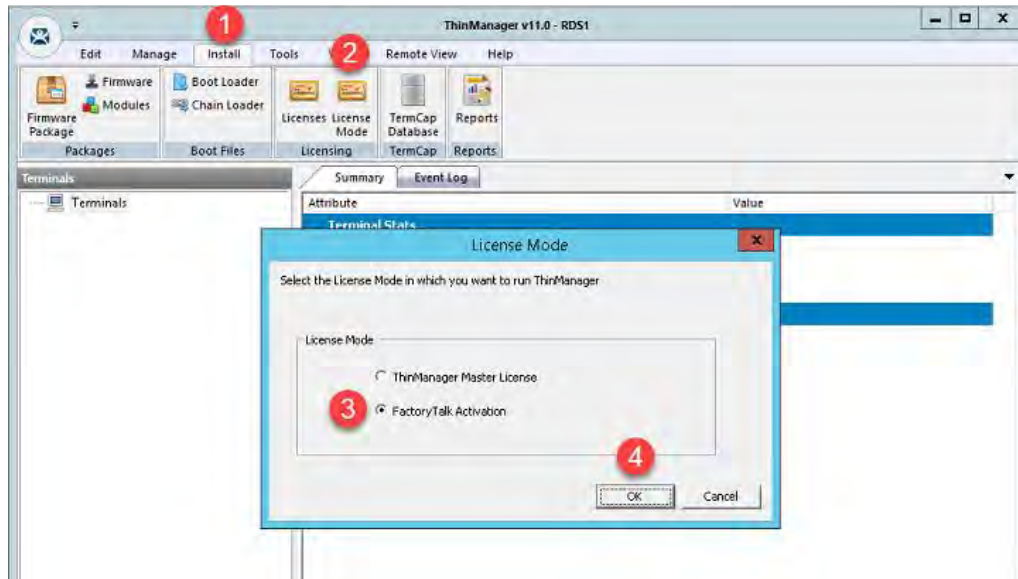 1
ThinManager v11.0 - RDS1
2
Edit Manage Install Tools Remote View Help
Firmware Package
Firmware
Modules
Packages
Boot Loader
Chain Loader
Boot Files
Licenses
License Mode
Licensing
TermCap Database
TermCap
Reports
Reports
Terminals
Terminals
Summary
Event Log
Attribute Value
Terminal Stats
License Mode
x
Select the License Mode in which you want to run ThinManager
License Mode
ThinManager Master License
3
FactoryTalk Activation
4
OK
Cancel